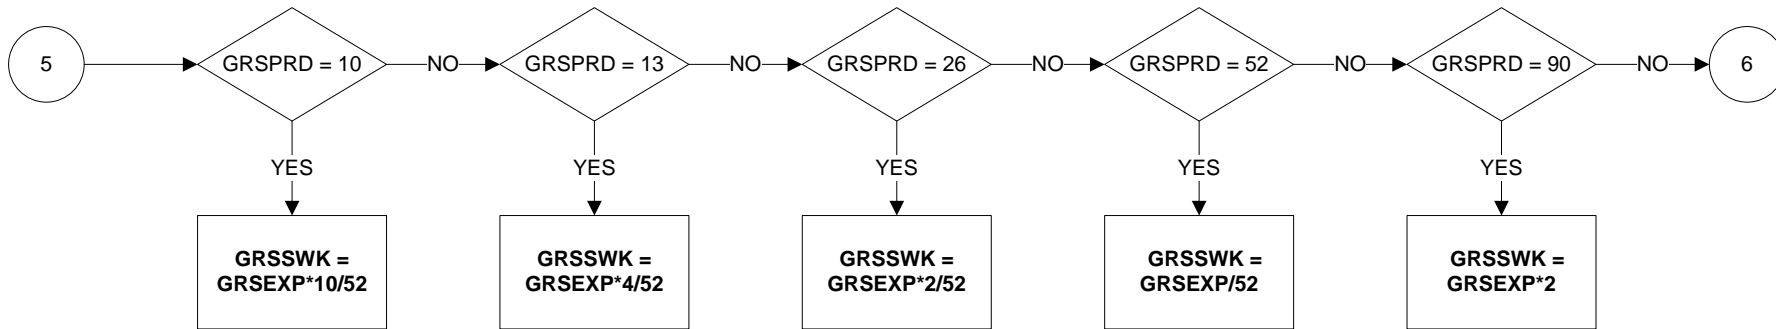 5
GRSPRD = 10
NO
GRSPRD = 13
NO
GRSPRD = 26
NO
GRSPRD = 52
NO
GRSPRD = 90
NO
6
YES
YES
YES
YES
YES
GRSSWK =
GRSEXP*10/52
GRSSWK =
GRSEXP*4/52
GRSSWK =
GRSEXP*2/52
GRSSWK =
GRSEXP/52
GRSSWK =
GRSEXP*2